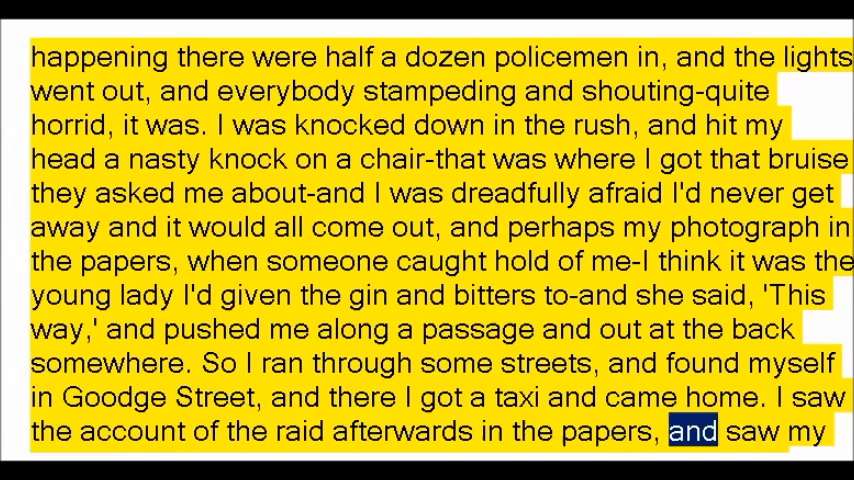 happening there were half a dozen policemen in, and the lights
went out, and everybody stampeding and shouting-quite
horrid, it was. I was knocked down in the rush, and hit my
head a nasty knock on a chair-that was where I got that bruise
they asked me about-and I was dreadfully afraid I'd never get
away and it would all come out, and perhaps my photograph in
the papers, when someone caught hold of me-I think it was the
young lady I'd given the gin and bitters to-and she said, 'This
way,' and pushed me along a passage and out at the back
somewhere. So I ran through some streets, and found myself
in Goodge Street, and there I got a taxi and came home. I saw
the account of the raid afterwards in the papers, and saw my